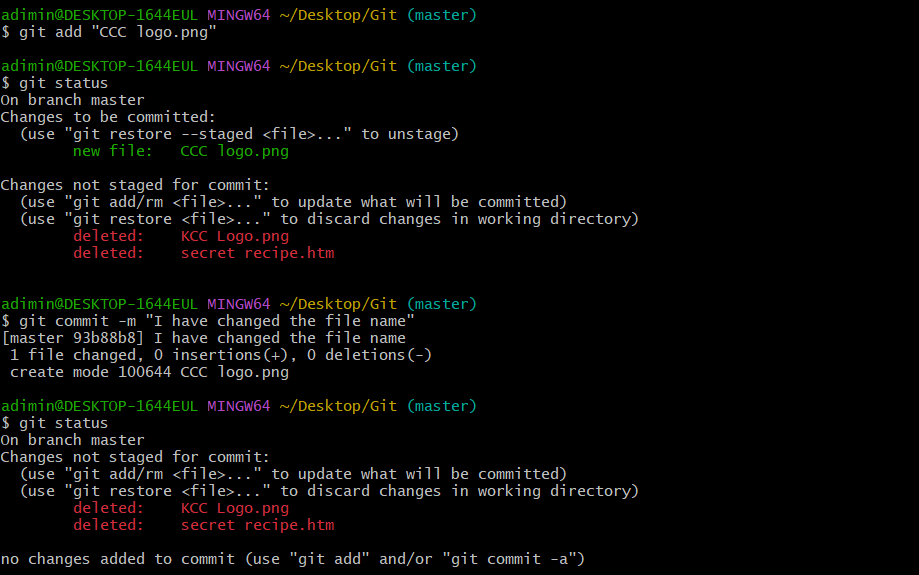 adimin@DESKTOP-1644EUL MINGW64 ~/Desktop/Git (master)
$ git add "CCC logo.png"
adimin@DESKTOP-1644EUL MINGW64 ~/Desktop/Git (master)
$ git status
On branch master
Changes to be committed:
  (use "git restore --staged <file>..." to unstage)
        new file:   CCC logo.png
Changes not staged for commit:
  (use "git add/rm <file>..." to update what will be committed)
  (use "git restore <file>..." to discard changes in working directory)
        deleted:    KCC Logo.png
        deleted:    secret recipe.htm
adimin@DESKTOP-1644EUL MINGW64 ~/Desktop/Git (master)
$ git commit -m "I have changed the file name"
[master 93b88b8] I have changed the file name
 1 file changed, 0 insertions(+), 0 deletions(-)
 create mode 100644 CCC logo.png
adimin@DESKTOP-1644EUL MINGW64 ~/Desktop/Git (master)
$ git status
On branch master
Changes not staged for commit:
  (use "git add/rm <file>..." to update what will be committed)
  (use "git restore <file>..." to discard changes in working directory)
        deleted:    KCC Logo.png
        deleted:    secret recipe.htm
no changes added to commit (use "git add" and/or "git commit -a")